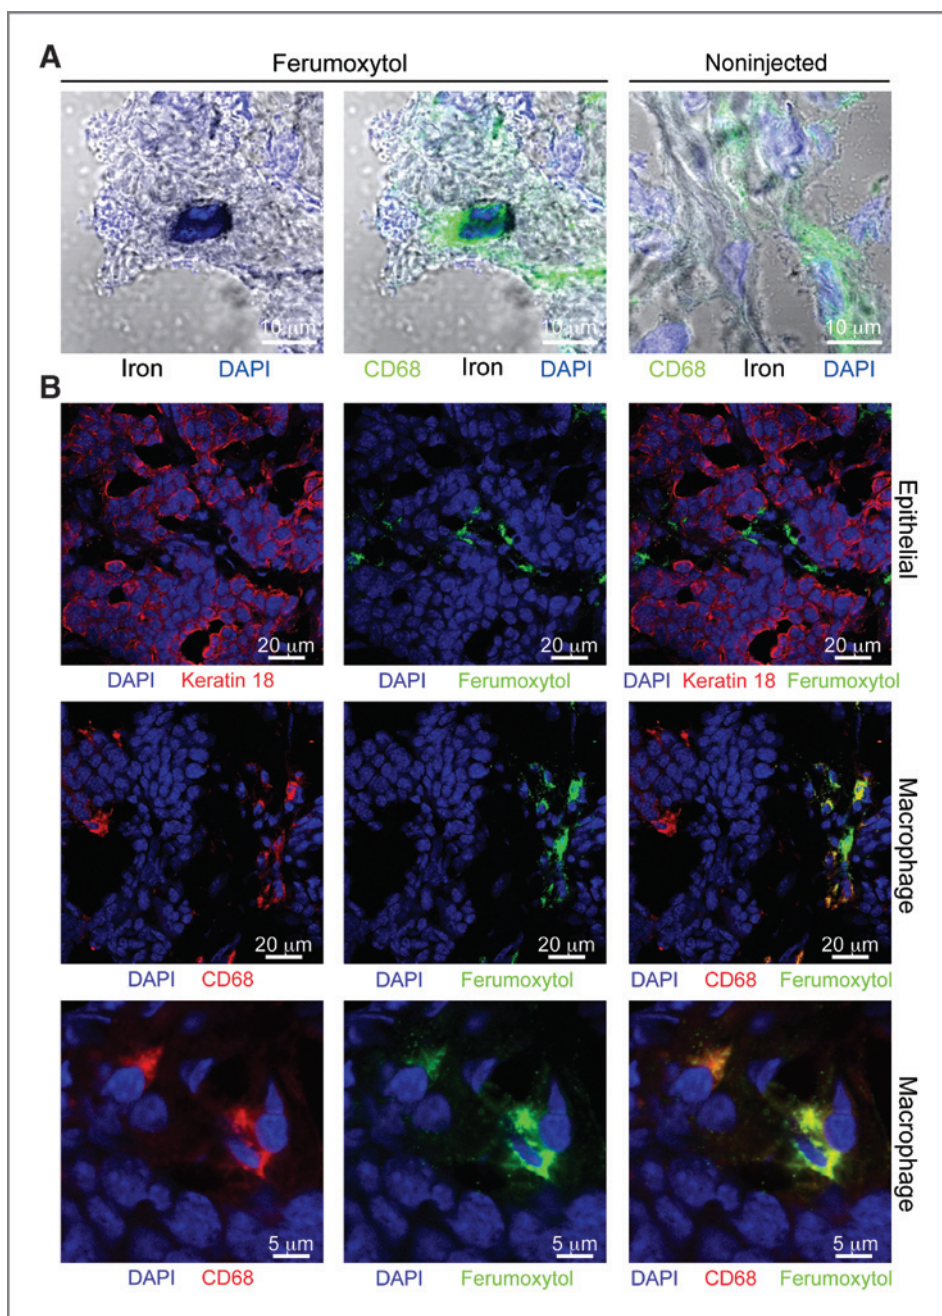 A
Ferumoxytol
Noninjected
10 μm
10 μm
10 μm
Iron DAPI
CD68 Iron DAPI
CD68 Iron DAPI
B
20 μm
20 μm
20 μm
Epithelial
DAPI Keratin 18
DAPI Ferumoxytol
DAPI Keratin 18 Ferumoxytol
20 μm
20 μm
20 μm
Macrophage
DAPI CD68
DAPI Ferumoxytol
DAPI CD68 Ferumoxytol
5 μm
5 μm
5 μm
Macrophage
DAPI CD68
DAPI Ferumoxytol
DAPI CD68 Ferumoxytol